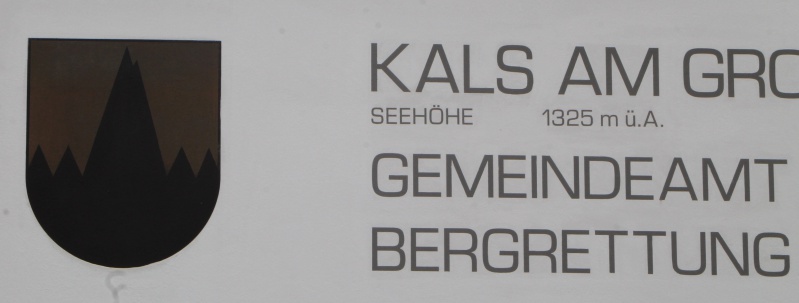 KALS AM GRO
SEEHÖHE 1325 m ü.A.
GEMEINDEAMT
BERGRETTUNG